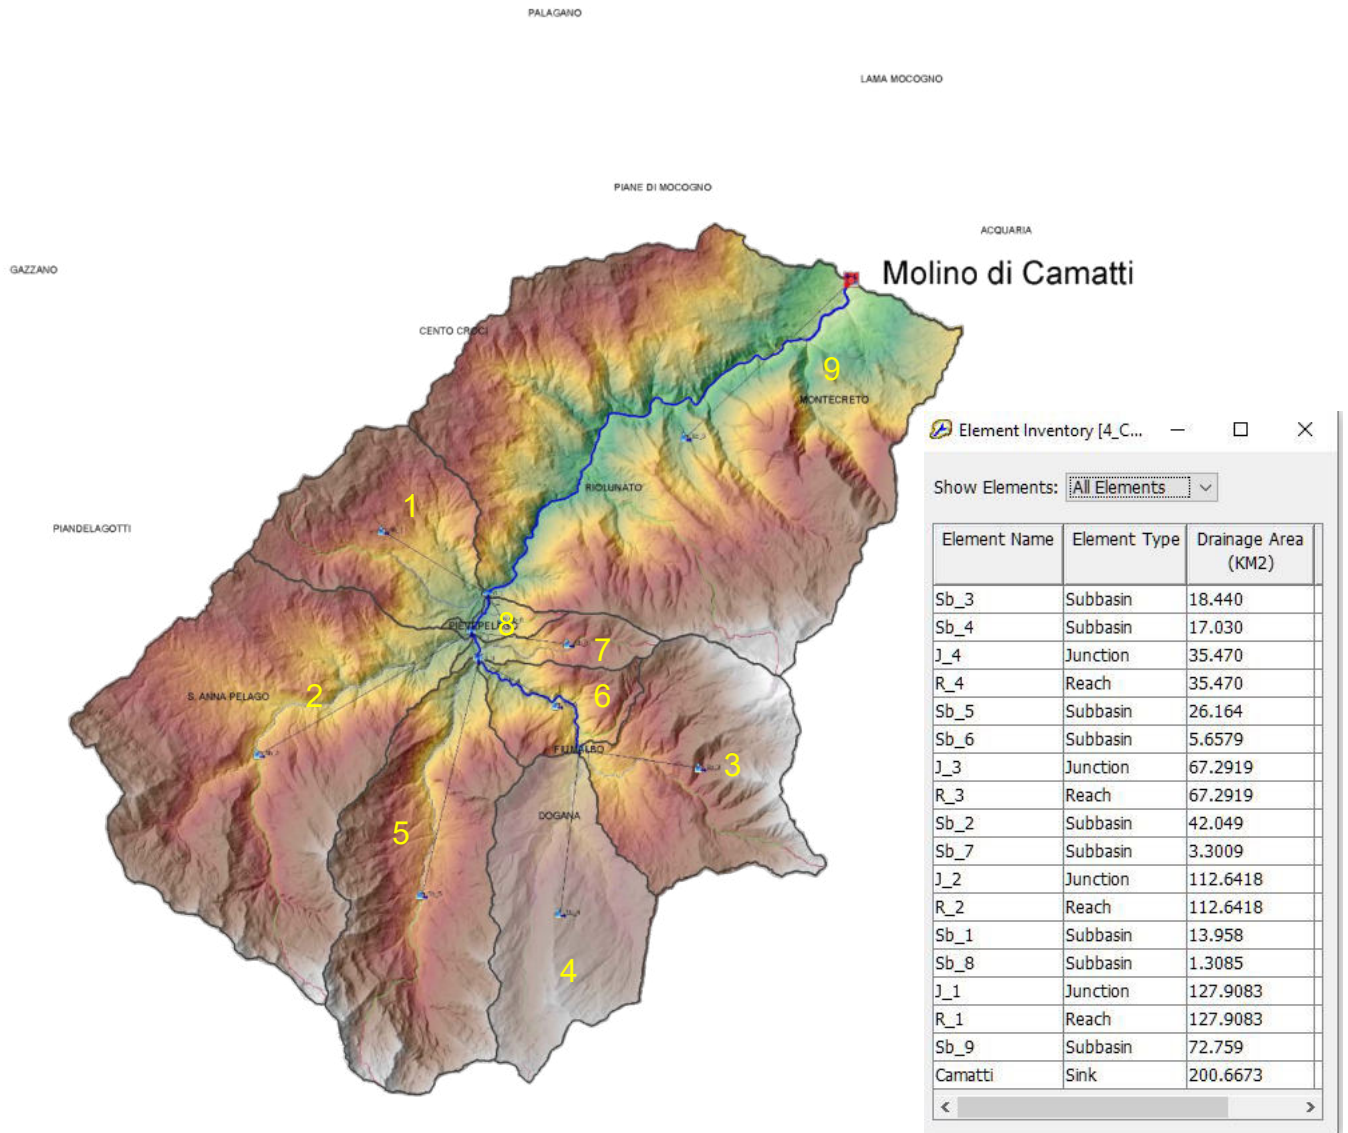 PALAGANO
LAMA MOCOGNO
PIANE DI MOCOGNO
ACQUARIA
GAZZANO
Molino di Camatti
CENTO CROCI
9
MONTECRETO
RIOLUNATO
1
PIANDELAGOTTI
8
7
S. ANNA PELAGO
2
6
3
DOGANA
5
4
Element Inventory [4_C...
Show Elements: All Elements
Element Name Element Type Drainage Area
(KM2)
Sb_3 Subbasin 18.440
Sb_4 Subbasin 17.030
J_4 Junction 35.470
R_4 Reach 35.470
Sb_5 Subbasin 26.164
Sb_6 Subbasin 5.6579
J_3 Junction 67.2919
R_3 Reach 67.2919
Sb_2 Subbasin 42.049
Sb_7 Subbasin 3.3009
J_2 Junction 112.6418
R_2 Reach 112.6418
Sb_1 Subbasin 13.958
Sb_8 Subbasin 1.3085
J_1 Junction 127.9083
R_1 Reach 127.9083
Sb_9 Subbasin 72.759
Camatti Sink 200.6673